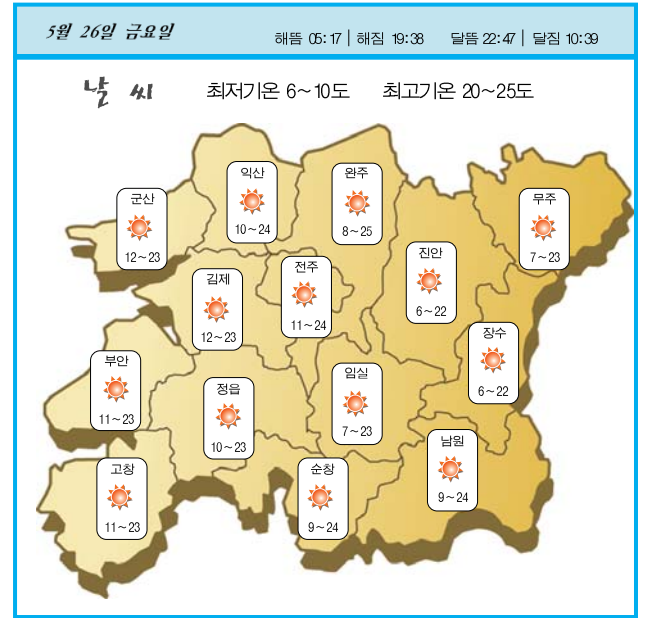 5월 26일 금요일
해뜸 05:17 | 해짐 19:38 달뜸 22:47 | 달짐 10:39
날씨 최저기온 6~10도 최고기온 20~25도
익산
10~24
완주
8~25
군산
12~23
무주
7~23
진안
6~22
전주
11~24
김제
12~23
장수
6~22
부안
11~23
임실
7~23
정읍
10~23
남원
9~24
고창
11~23
순창
9~24